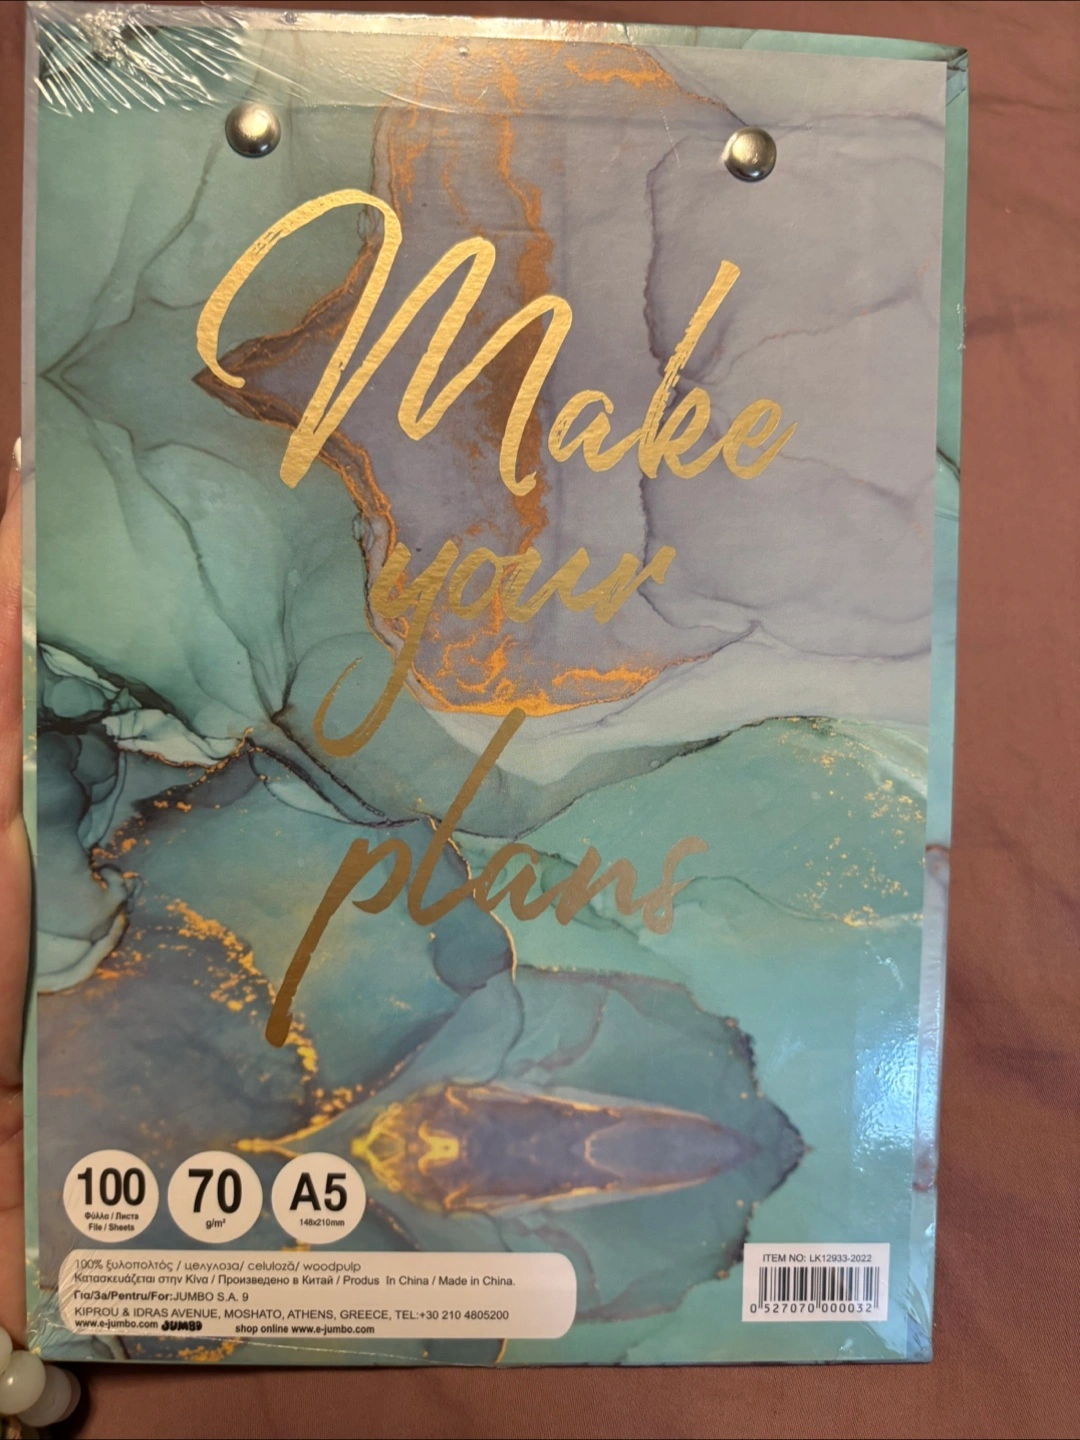 Make
your
plans
100
Φύλλα / Листа
File / Sheets
70
g/m²
A5
148x210mm
100% ξυλοπολτός / целулоза/ celuloză/ woodpulp
Κατασκευάζεται στην Κίνα / Произведено в Китай / Produs în China / Made in China.
Για/За/Pentru/For:JUMBO S.A. 9
KIPROU & IDRAS AVENUE, MOSHATO, ATHENS, GREECE, TEL:+30 210 4805200
www.e-jumbo.com JUMBO shop online www.e-jumbo.com
ITEM NO: LK12933-2022
0 527070 000032